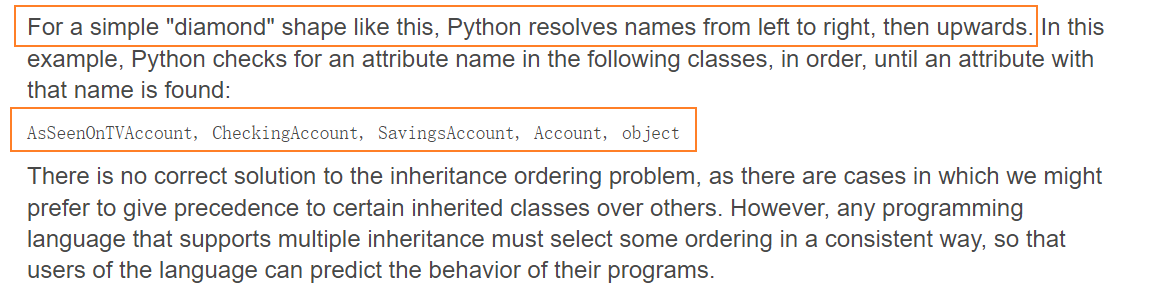 For a simple "diamond" shape like this, Python resolves names from left to right, then upwards. In this
example, Python checks for an attribute name in the following classes, in order, until an attribute with
that name is found:
AsSeenOnTVAccount, CheckingAccount, SavingsAccount, Account, object
There is no correct solution to the inheritance ordering problem, as there are cases in which we might
prefer to give precedence to certain inherited classes over others. However, any programming
language that supports multiple inheritance must select some ordering in a consistent way, so that
users of the language can predict the behavior of their programs.